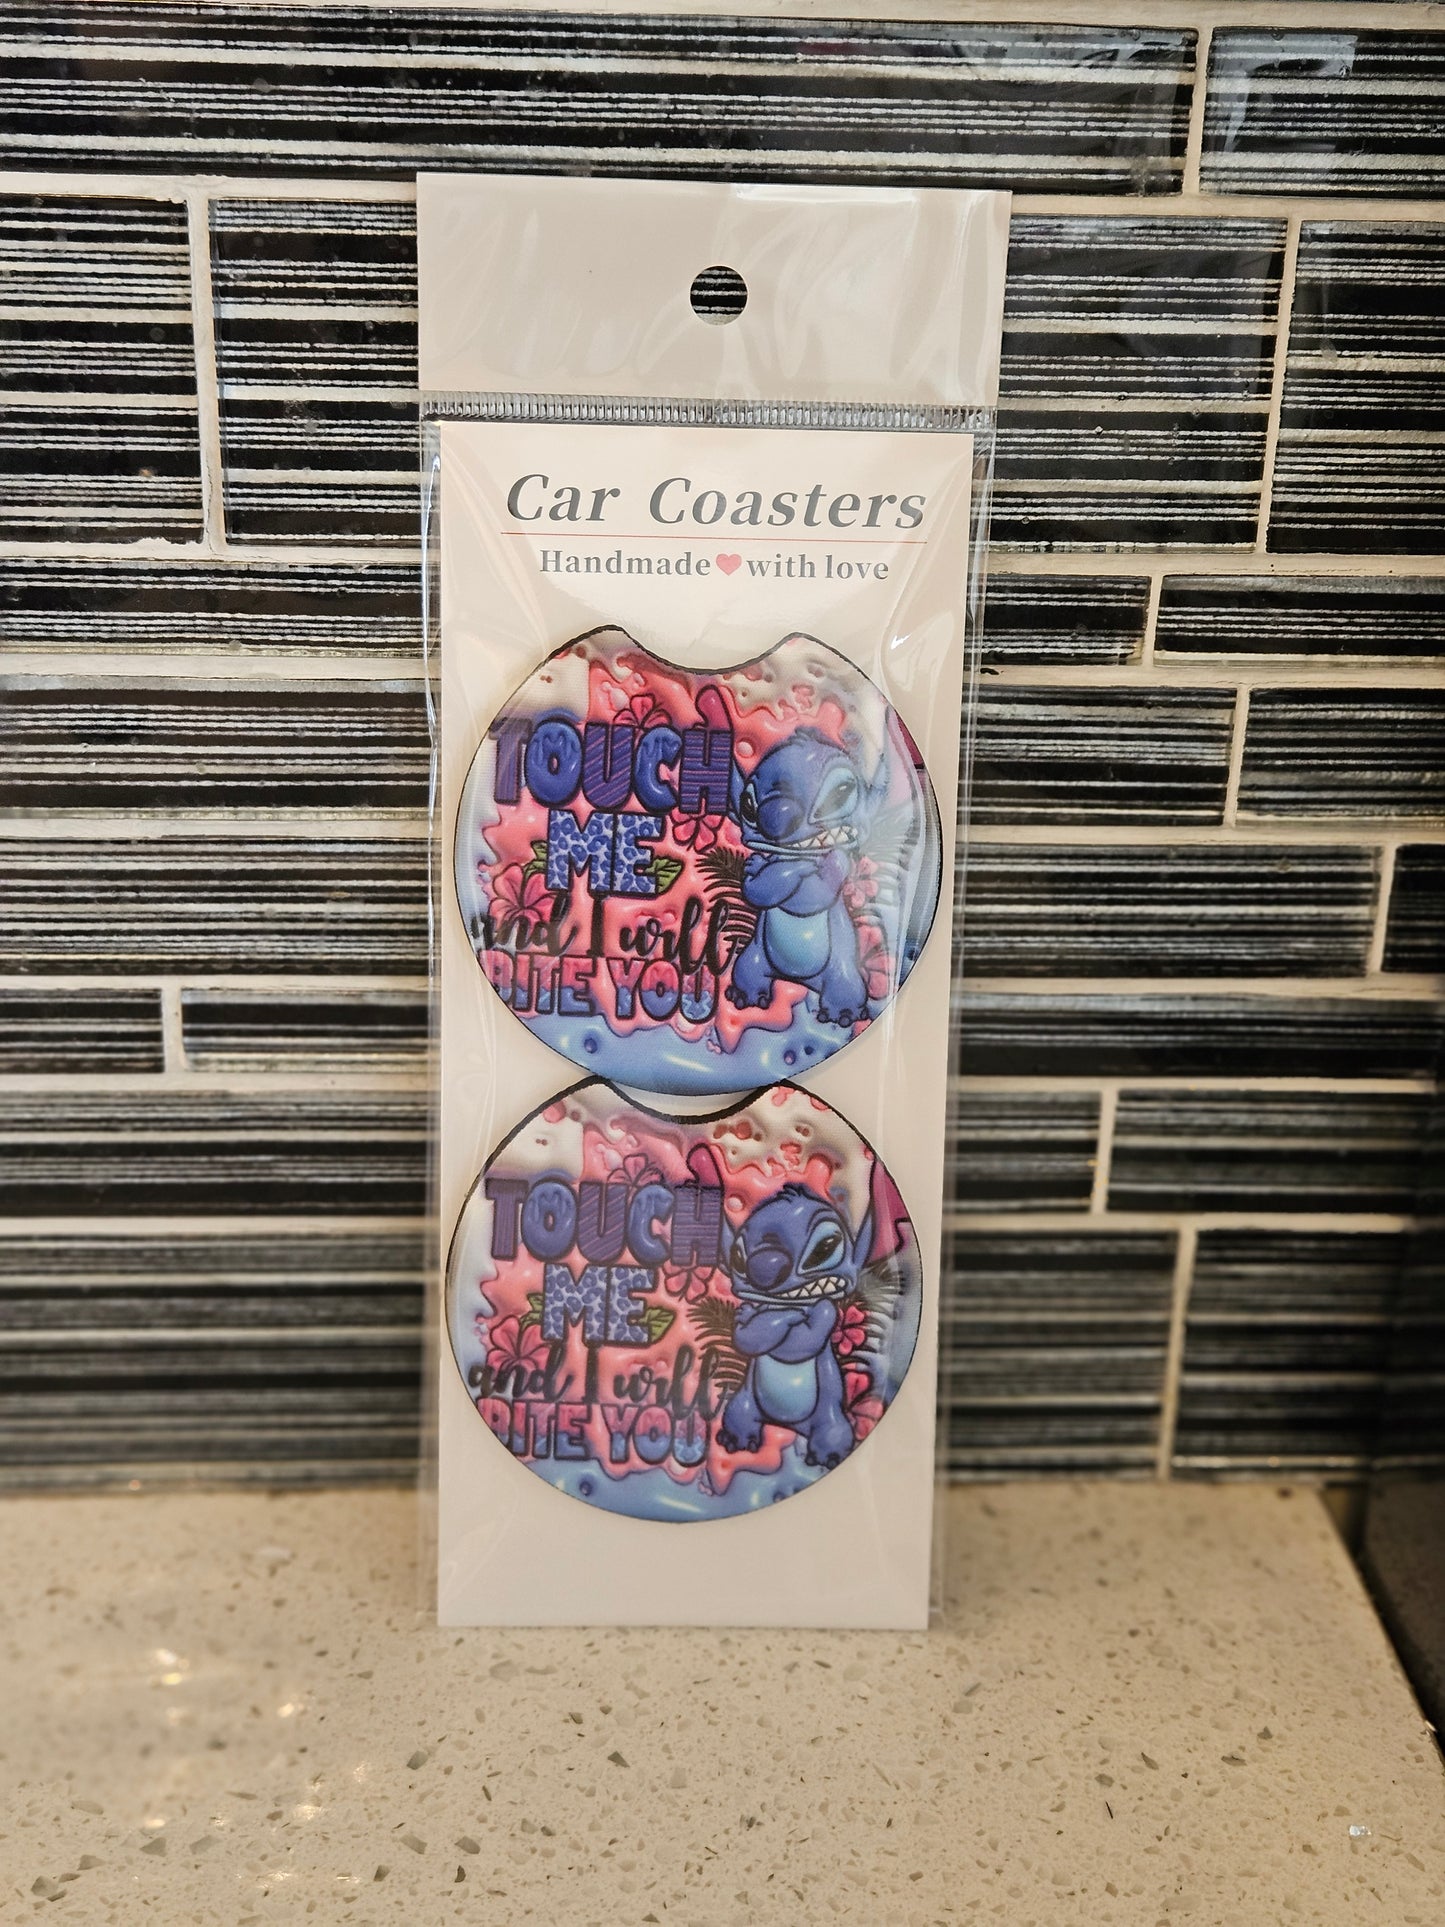 Car Coasters
Handmade with love
TOUCH
ME
and I will
BITE YOU
TOUCH
ME
and I will
BITE YOU